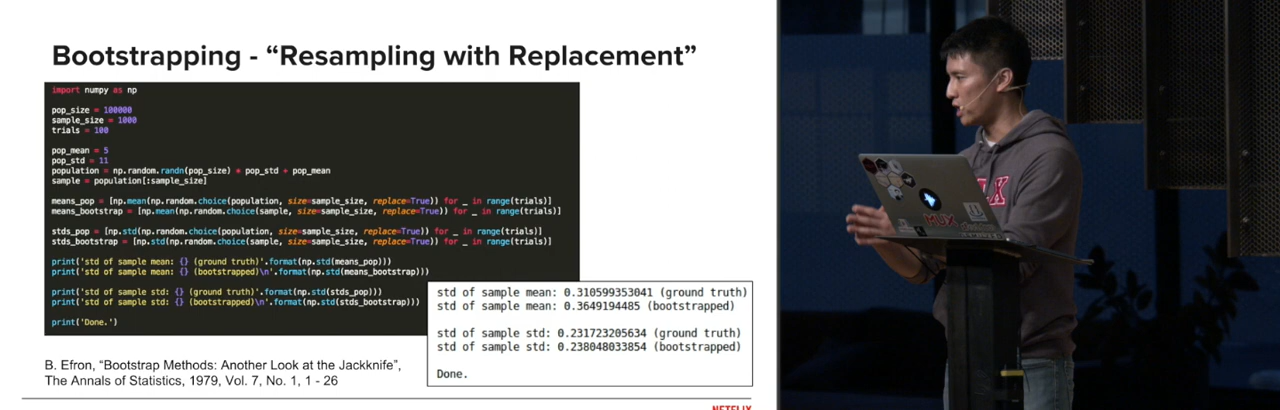 Bootstrapping - “Resampling with Replacement”
import numpy as np
pop_size = 100000
sample_size = 1000
trials = 100
pop_mean = 5
pop_std = 11
population = np.random.randn(pop_size) * pop_std + pop_mean
sample = population[:sample_size]
means_pop = [np.mean(np.random.choice(population, size=sample_size, replace=True)) for _ in range(trials)]
means_bootstrap = [np.mean(np.random.choice(sample, size=sample_size, replace=True)) for _ in range(trials)]
stds_pop = [np.std(np.random.choice(population, size=sample_size, replace=True)) for _ in range(trials)]
stds_bootstrap = [np.std(np.random.choice(sample, size=sample_size, replace=True)) for _ in range(trials)]
print('std of sample mean: {} (ground truth)'.format(np.std(means_pop)))
print('std of sample mean: {} (bootstrapped)\n'.format(np.std(means_bootstrap)))
print('std of sample std: {} (ground truth)'.format(np.std(stds_pop)))
print('std of sample std: {} (bootstrapped)\n'.format(np.std(stds_bootstrap)))
print('Done.')
std of sample mean: 0.310599353041 (ground truth)
std of sample mean: 0.3649194485 (bootstrapped)
std of sample std: 0.231723205634 (ground truth)
std of sample std: 0.238048033854 (bootstrapped)
Done.
B. Efron, “Bootstrap Methods: Another Look at the Jackknife”,
The Annals of Statistics, 1979, Vol. 7, No. 1, 1 - 26
NETFLIX
MUX